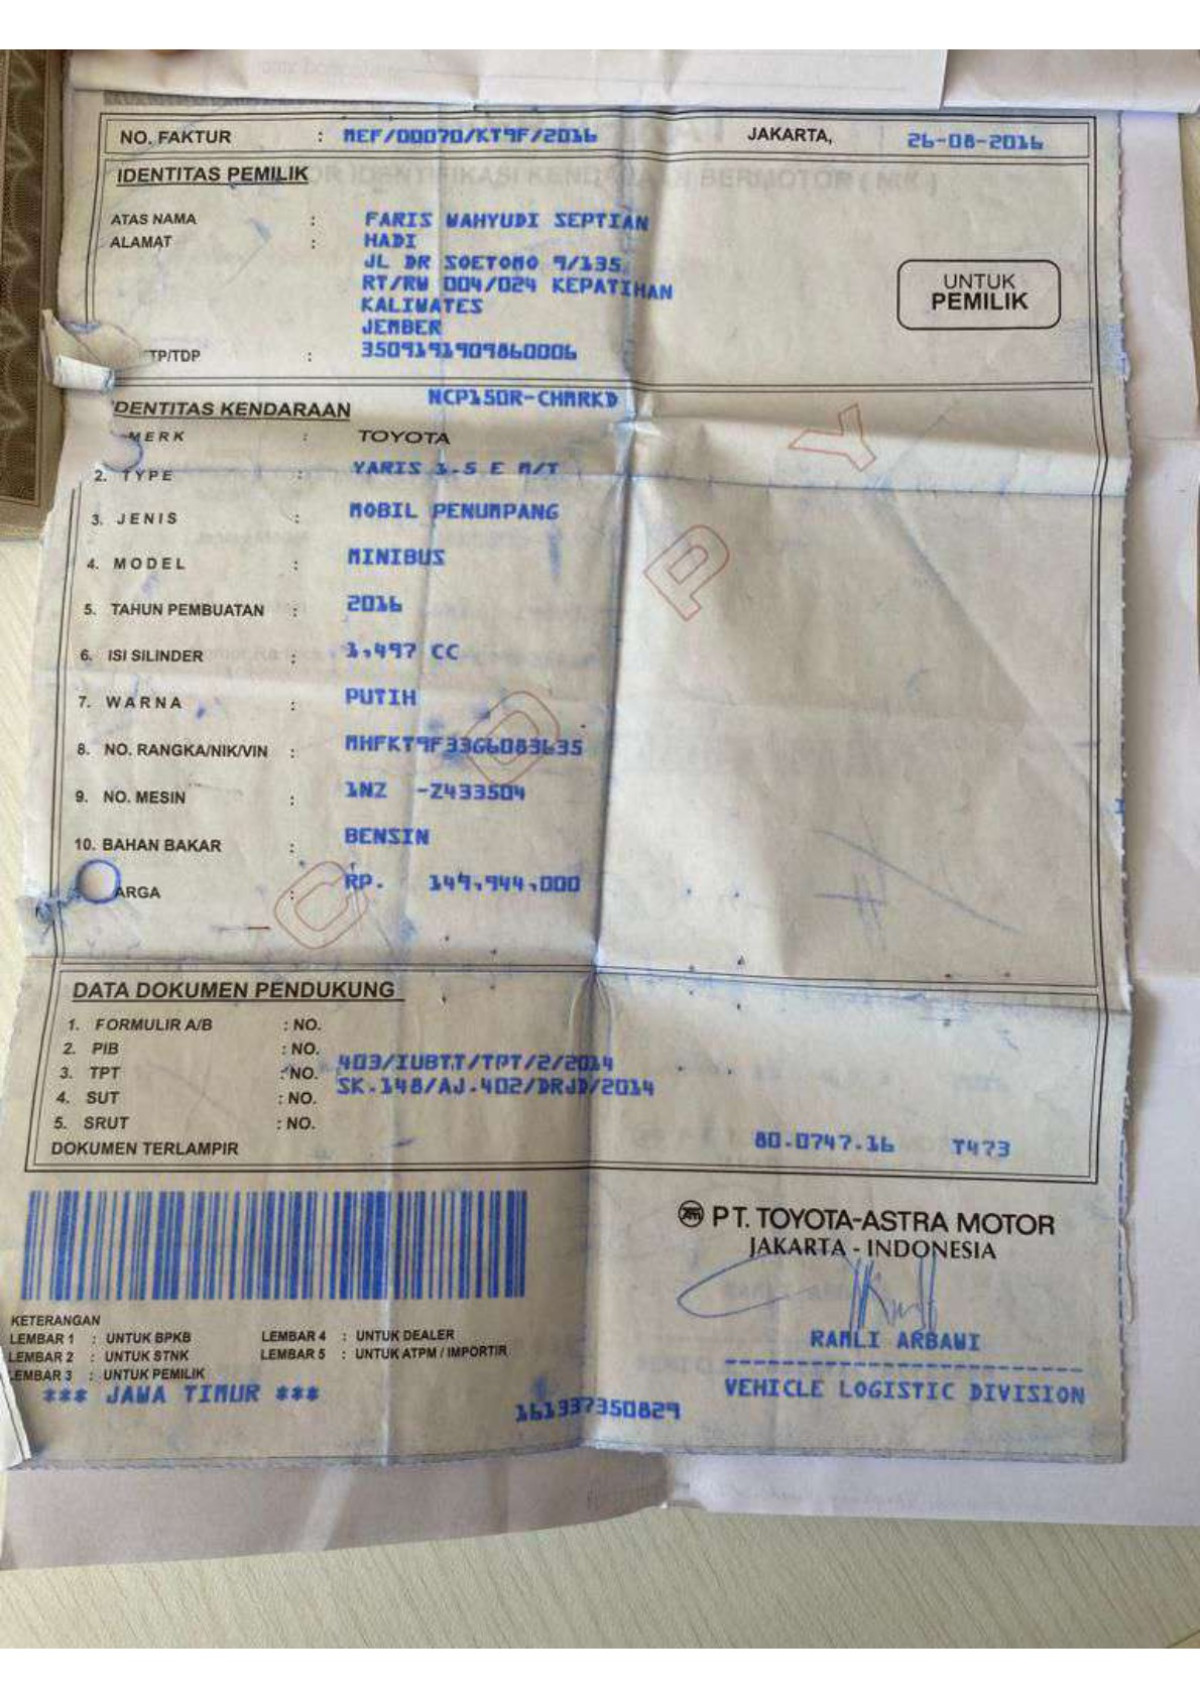 NO. FAKTUR : MEF/00070/KT9F/2016 JAKARTA, 26-08-2016
IDENTITAS PEMILIK
ATAS NAMA : FARIS WAHYUDI SEPTIAN
ALAMAT : HADI
JL DR SOETOMO 9/135
RT/RW 004/024 KEPATIHAN
KALIWATES
JEMBER
TP/TDP : 3509191909860006
UNTUK
PEMILIK
NCP150R-CHMRKD
DENTITAS KENDARAAN
MERK : TOYOTA
2. TYPE : YARIS 1.5 E M/T
3. JENIS : MOBIL PENUMPANG
4. MODEL : MINIBUS
5. TAHUN PEMBUATAN : 2016
6. ISI SILINDER : 1,497 CC
7. WARNA : PUTIH
8. NO. RANGKA/NIK/VIN : MHFKT9F33G6083635
9. NO. MESIN : 1NZ -Z433504
10. BAHAN BAKAR : BENSIN
ARGA : RP. 149,944,000
COPY
DATA DOKUMEN PENDUKUNG
1. FORMULIR A/B : NO.
2. PIB : NO.
3. TPT : NO. 403/IUBTT/TPT/2/2014
4. SUT : NO. SK.148/AJ.402/DRJD/2014
5. SRUT : NO.
DOKUMEN TERLAMPIR 80.0747.16 T473
PT. TOYOTA-ASTRA MOTOR
JAKARTA - INDONESIA
RAMLI ARBAWI
VEHICLE LOGISTIC DIVISION
KETERANGAN
LEMBAR 1 : UNTUK BPKB LEMBAR 4 : UNTUK DEALER
LEMBAR 2 : UNTUK STNK LEMBAR 5 : UNTUK ATPM / IMPORTIR
EMBAR 3 : UNTUK PEMILIK
*** JAWA TIMUR ***
161337350829